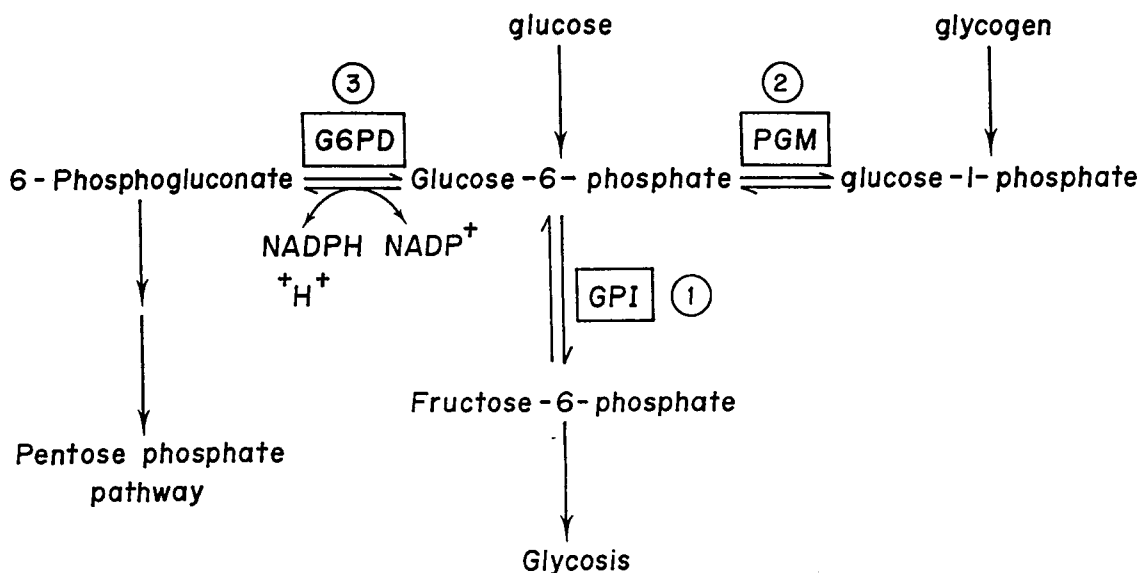 glucose
glycogen
3
2
G6PD
PGM
6-Phosphogluconate
Glucose-6-phosphate
glucose-1-phosphate
NADPH NADP+
+H+
GPI 1
Fructose-6-phosphate
Pentose phosphate
pathway
Glycosis